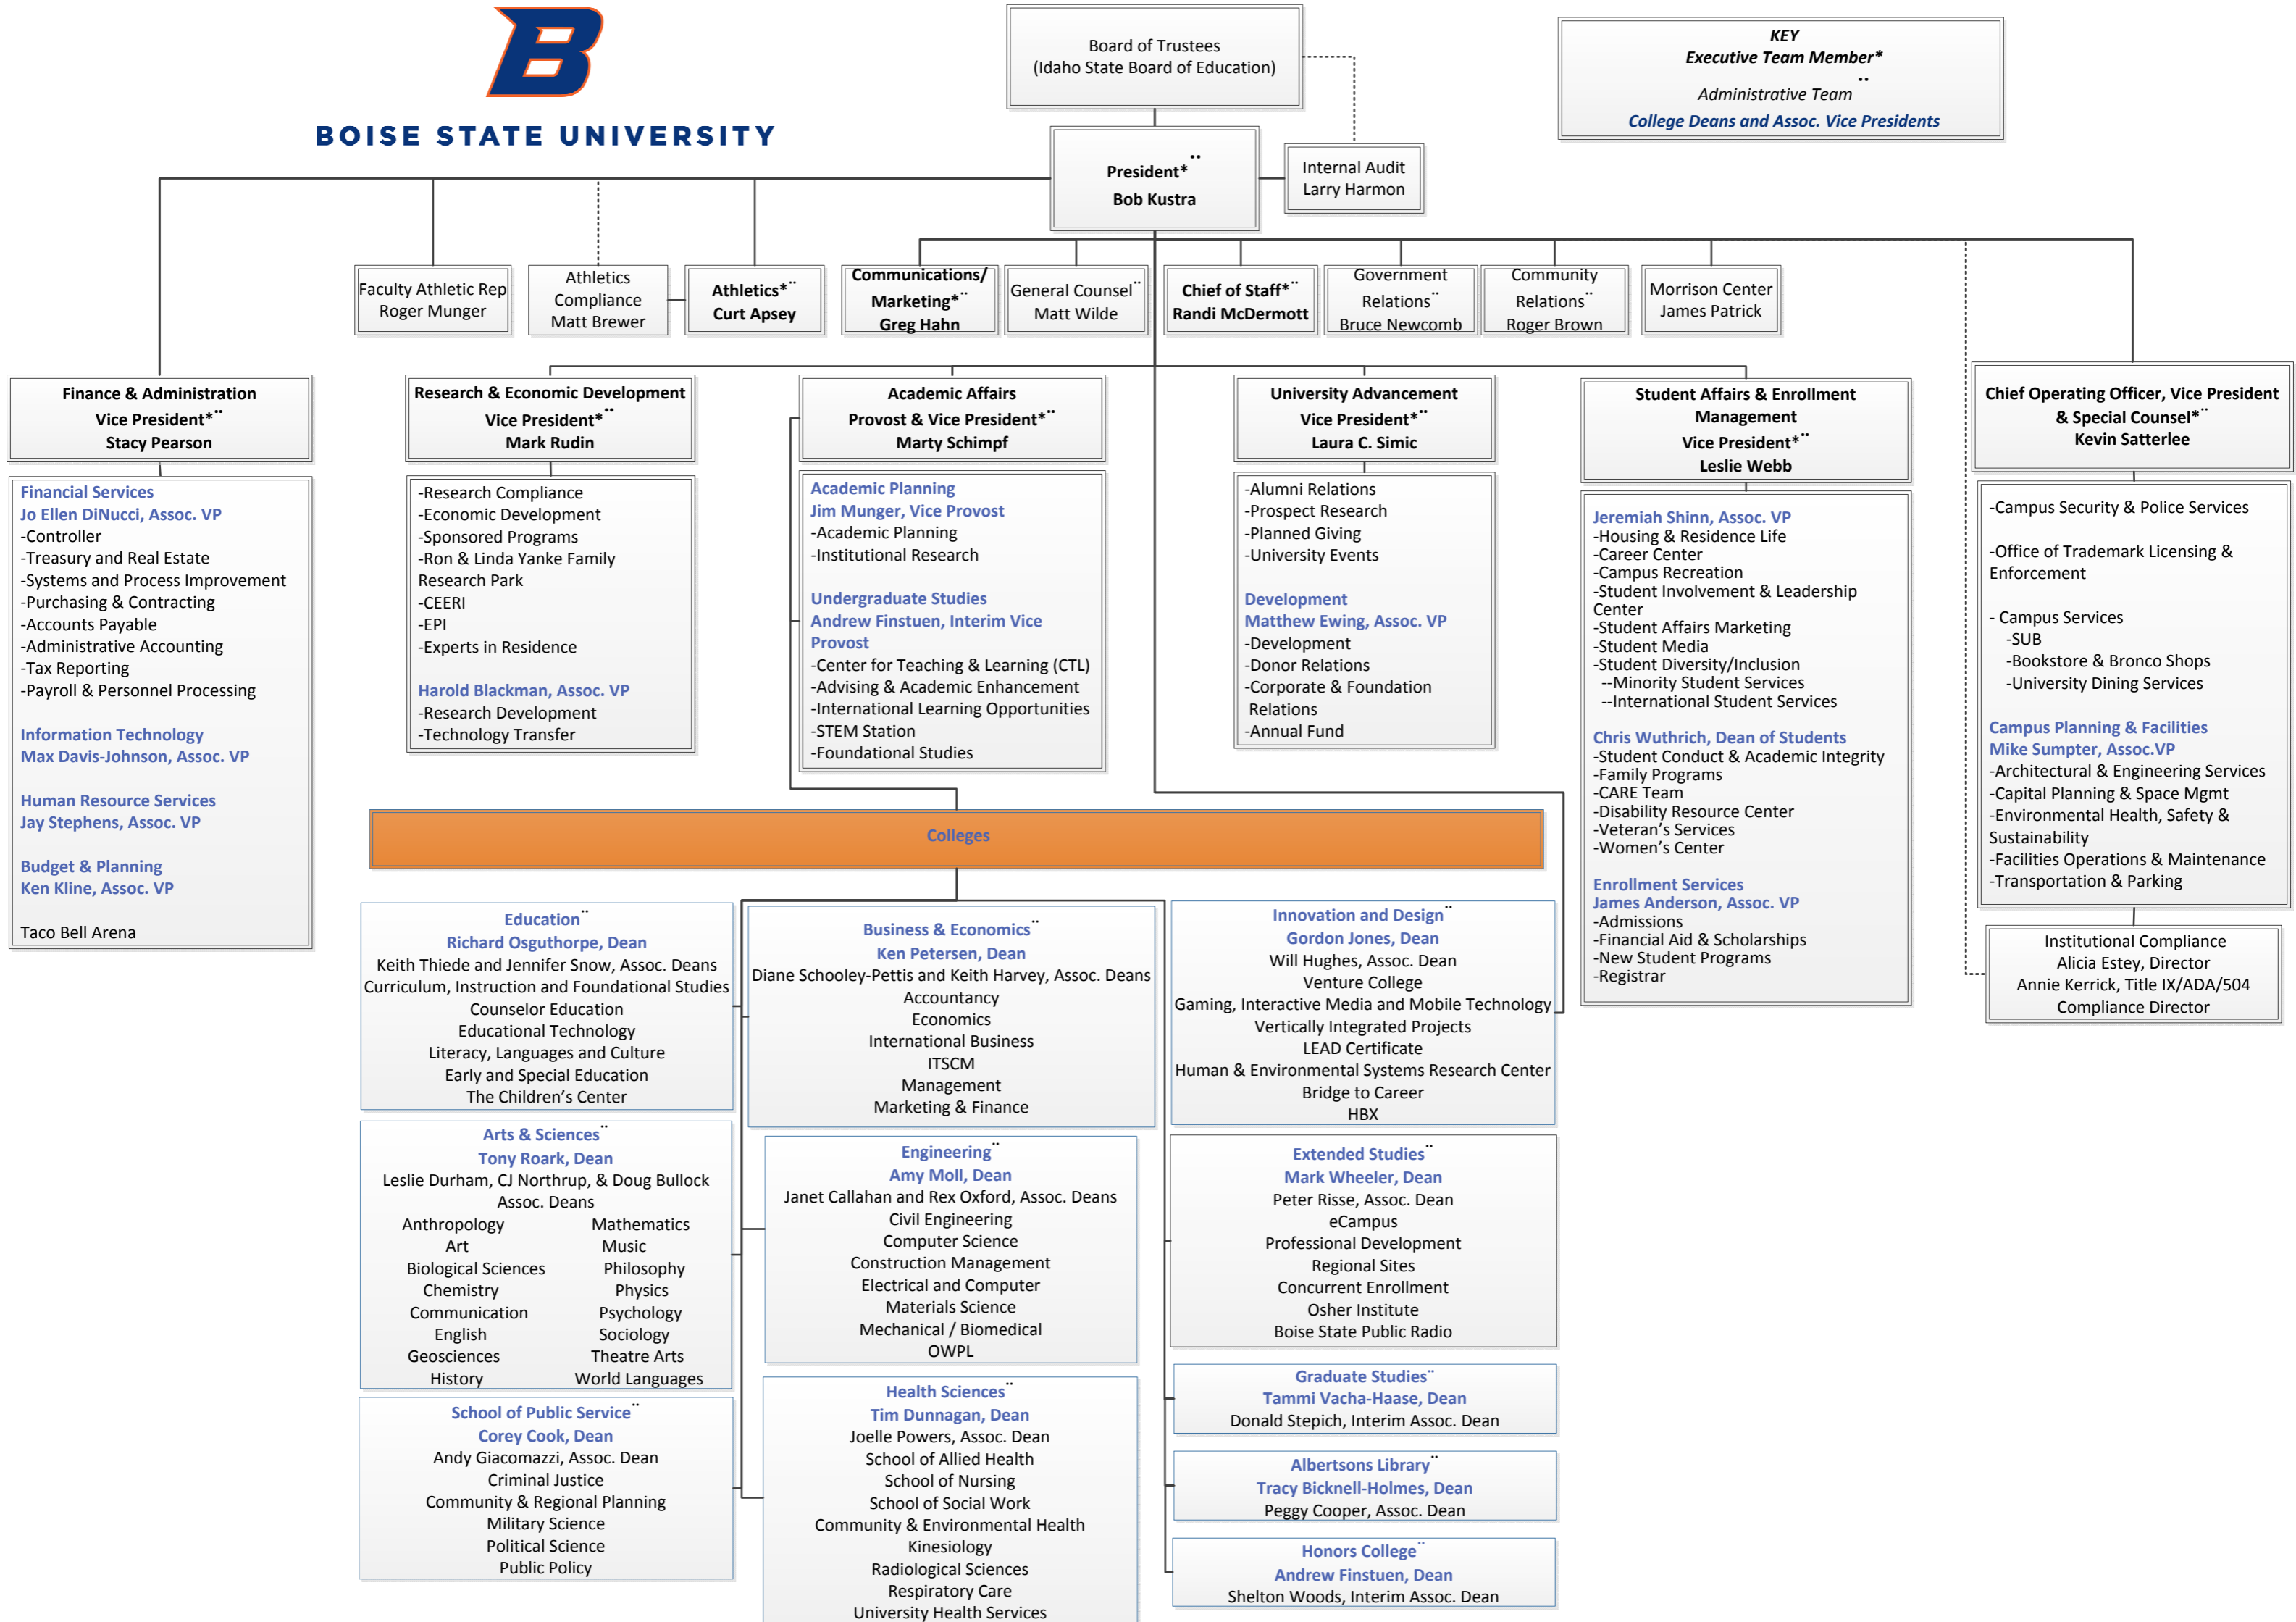 B
BOISE STATE UNIVERSITY
Board of Trustees
(Idaho State Board of Education)
KEY
Executive Team Member*
¨
Administrative Team
College Deans and Assoc. Vice Presidents
President*¨
Bob Kustra
Internal Audit
Larry Harmon
Faculty Athletic Rep
Roger Munger
Athletics
Compliance
Matt Brewer
Athletics*¨
Curt Apsey
Communications/
Marketing*¨
Greg Hahn
General Counsel¨
Matt Wilde
Chief of Staff*¨
Randi McDermott
Government
Relations¨
Bruce Newcomb
Community
Relations¨
Roger Brown
Morrison Center
James Patrick
Finance & Administration
Vice President*¨
Stacy Pearson
Financial Services
Jo Ellen DiNucci, Assoc. VP
-Controller
-Treasury and Real Estate
-Systems and Process Improvement
-Purchasing & Contracting
-Accounts Payable
-Administrative Accounting
-Tax Reporting
-Payroll & Personnel Processing
Information Technology
Max Davis-Johnson, Assoc. VP
Human Resource Services
Jay Stephens, Assoc. VP
Budget & Planning
Ken Kline, Assoc. VP
Taco Bell Arena
Research & Economic Development
Vice President*¨
Mark Rudin
-Research Compliance
-Economic Development
-Sponsored Programs
-Ron & Linda Yanke Family
Research Park
-CEERI
-EPI
-Experts in Residence
Harold Blackman, Assoc. VP
-Research Development
-Technology Transfer
Academic Affairs
Provost & Vice President*¨
Marty Schimpf
Academic Planning
Jim Munger, Vice Provost
-Academic Planning
-Institutional Research
Undergraduate Studies
Andrew Finstuen, Interim Vice
Provost
-Center for Teaching & Learning (CTL)
-Advising & Academic Enhancement
-International Learning Opportunities
-STEM Station
-Foundational Studies
University Advancement
Vice President*¨
Laura C. Simic
-Alumni Relations
-Prospect Research
-Planned Giving
-University Events
Development
Matthew Ewing, Assoc. VP
-Development
-Donor Relations
-Corporate & Foundation
Relations
-Annual Fund
Student Affairs & Enrollment
Management
Vice President*¨
Leslie Webb
Jeremiah Shinn, Assoc. VP
-Housing & Residence Life
-Career Center
-Campus Recreation
-Student Involvement & Leadership
Center
-Student Affairs Marketing
-Student Media
-Student Diversity/Inclusion
--Minority Student Services
--International Student Services
Chris Wuthrich, Dean of Students
-Student Conduct & Academic Integrity
-Family Programs
-CARE Team
-Disability Resource Center
-Veteran's Services
-Women's Center
Enrollment Services
James Anderson, Assoc. VP
-Admissions
-Financial Aid & Scholarships
-New Student Programs
-Registrar
Chief Operating Officer, Vice President
& Special Counsel*¨
Kevin Satterlee
-Campus Security & Police Services
-Office of Trademark Licensing &
Enforcement
- Campus Services
-SUB
-Bookstore & Bronco Shops
-University Dining Services
Campus Planning & Facilities
Mike Sumpter, Assoc.VP
-Architectural & Engineering Services
-Capital Planning & Space Mgmt
-Environmental Health, Safety &
Sustainability
-Facilities Operations & Maintenance
-Transportation & Parking
Institutional Compliance
Alicia Estey, Director
Annie Kerrick, Title IX/ADA/504
Compliance Director
Colleges
Education¨
Richard Osguthorpe, Dean
Keith Thiede and Jennifer Snow, Assoc. Deans
Curriculum, Instruction and Foundational Studies
Counselor Education
Educational Technology
Literacy, Languages and Culture
Early and Special Education
The Children's Center
Arts & Sciences¨
Tony Roark, Dean
Leslie Durham, CJ Northrup, & Doug Bullock
Assoc. Deans
Anthropology Mathematics
Art Music
Biological Sciences Philosophy
Chemistry Physics
Communication Psychology
English Sociology
Geosciences Theatre Arts
History World Languages
School of Public Service¨
Corey Cook, Dean
Andy Giacomazzi, Assoc. Dean
Criminal Justice
Community & Regional Planning
Military Science
Political Science
Public Policy
Business & Economics¨
Ken Petersen, Dean
Diane Schooley-Pettis and Keith Harvey, Assoc. Deans
Accountancy
Economics
International Business
ITSCM
Management
Marketing & Finance
Engineering¨
Amy Moll, Dean
Janet Callahan and Rex Oxford, Assoc. Deans
Civil Engineering
Computer Science
Construction Management
Electrical and Computer
Materials Science
Mechanical / Biomedical
OWPL
Health Sciences¨
Tim Dunnagan, Dean
Joelle Powers, Assoc. Dean
School of Allied Health
School of Nursing
School of Social Work
Community & Environmental Health
Kinesiology
Radiological Sciences
Respiratory Care
University Health Services
Innovation and Design¨
Gordon Jones, Dean
Will Hughes, Assoc. Dean
Venture College
Gaming, Interactive Media and Mobile Technology
Vertically Integrated Projects
LEAD Certificate
Human & Environmental Systems Research Center
Bridge to Career
HBX
Extended Studies¨
Mark Wheeler, Dean
Peter Risse, Assoc. Dean
eCampus
Professional Development
Regional Sites
Concurrent Enrollment
Osher Institute
Boise State Public Radio
Graduate Studies¨
Tammi Vacha-Haase, Dean
Donald Stepich, Interim Assoc. Dean
Albertsons Library¨
Tracy Bicknell-Holmes, Dean
Peggy Cooper, Assoc. Dean
Honors College¨
Andrew Finstuen, Dean
Shelton Woods, Interim Assoc. Dean